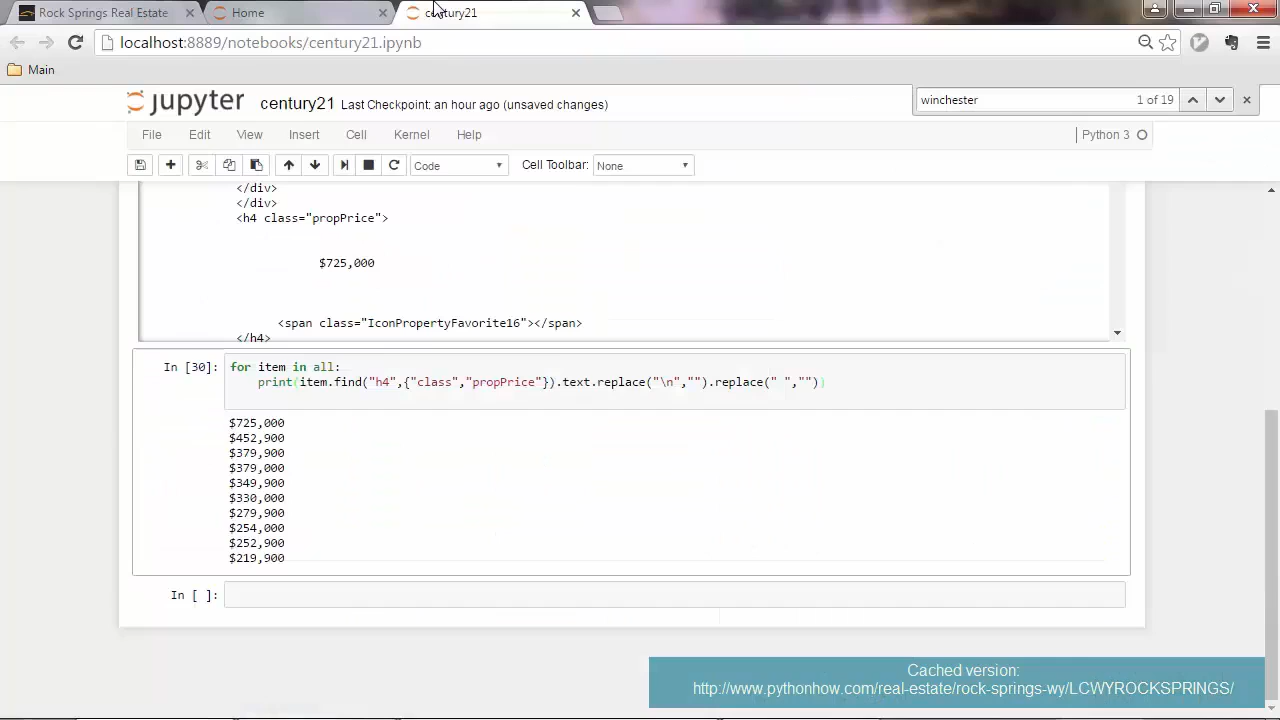 Rock Springs Real Estate
Home
century21
localhost:8889/notebooks/century21.ipynb
Main
jupyter century21 Last Checkpoint: an hour ago (unsaved changes)
winchester 1 of 19
File Edit View Insert Cell Kernel Help
Python 3
Code
Cell Toolbar: None
</div>
</div>
<h4 class="propPrice">
$725,000
<span class="IconPropertyFavorite16"></span>
</h4>
In [30]: for item in all:
print(item.find("h4",{"class","propPrice"}).text.replace("\n","").replace(" ",""))
$725,000
$452,900
$379,900
$379,000
$349,900
$330,000
$279,900
$254,000
$252,900
$219,900
In [ ]:
Cached version:
http://www.pythonhow.com/real-estate/rock-springs-wy/LCWYROCKSPRINGS/